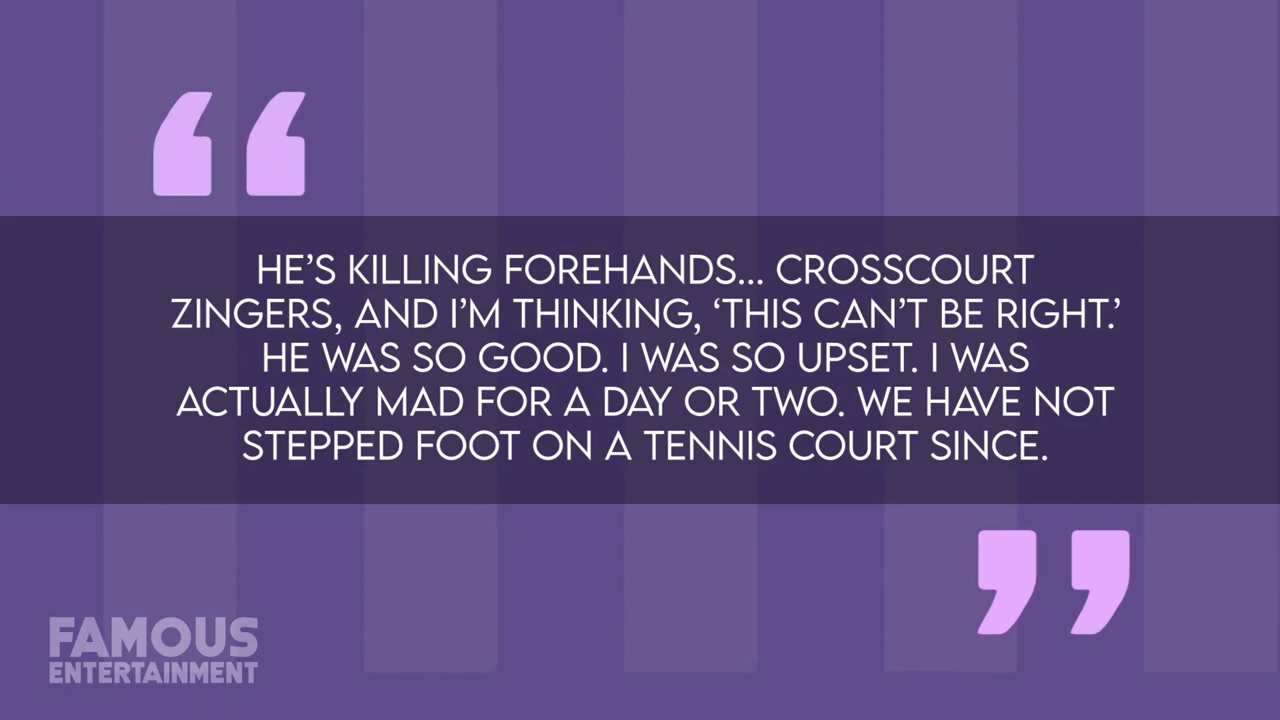 HE'S KILLING FOREHANDS... CROSSCOURT
ZINGERS, AND I'M THINKING, ‘THIS CAN'T BE RIGHT.’
HE WAS SO GOOD. I WAS SO UPSET. I WAS
ACTUALLY MAD FOR A DAY OR TWO. WE HAVE NOT
STEPPED FOOT ON A TENNIS COURT SINCE.
FAMOUS
ENTERTAINMENT